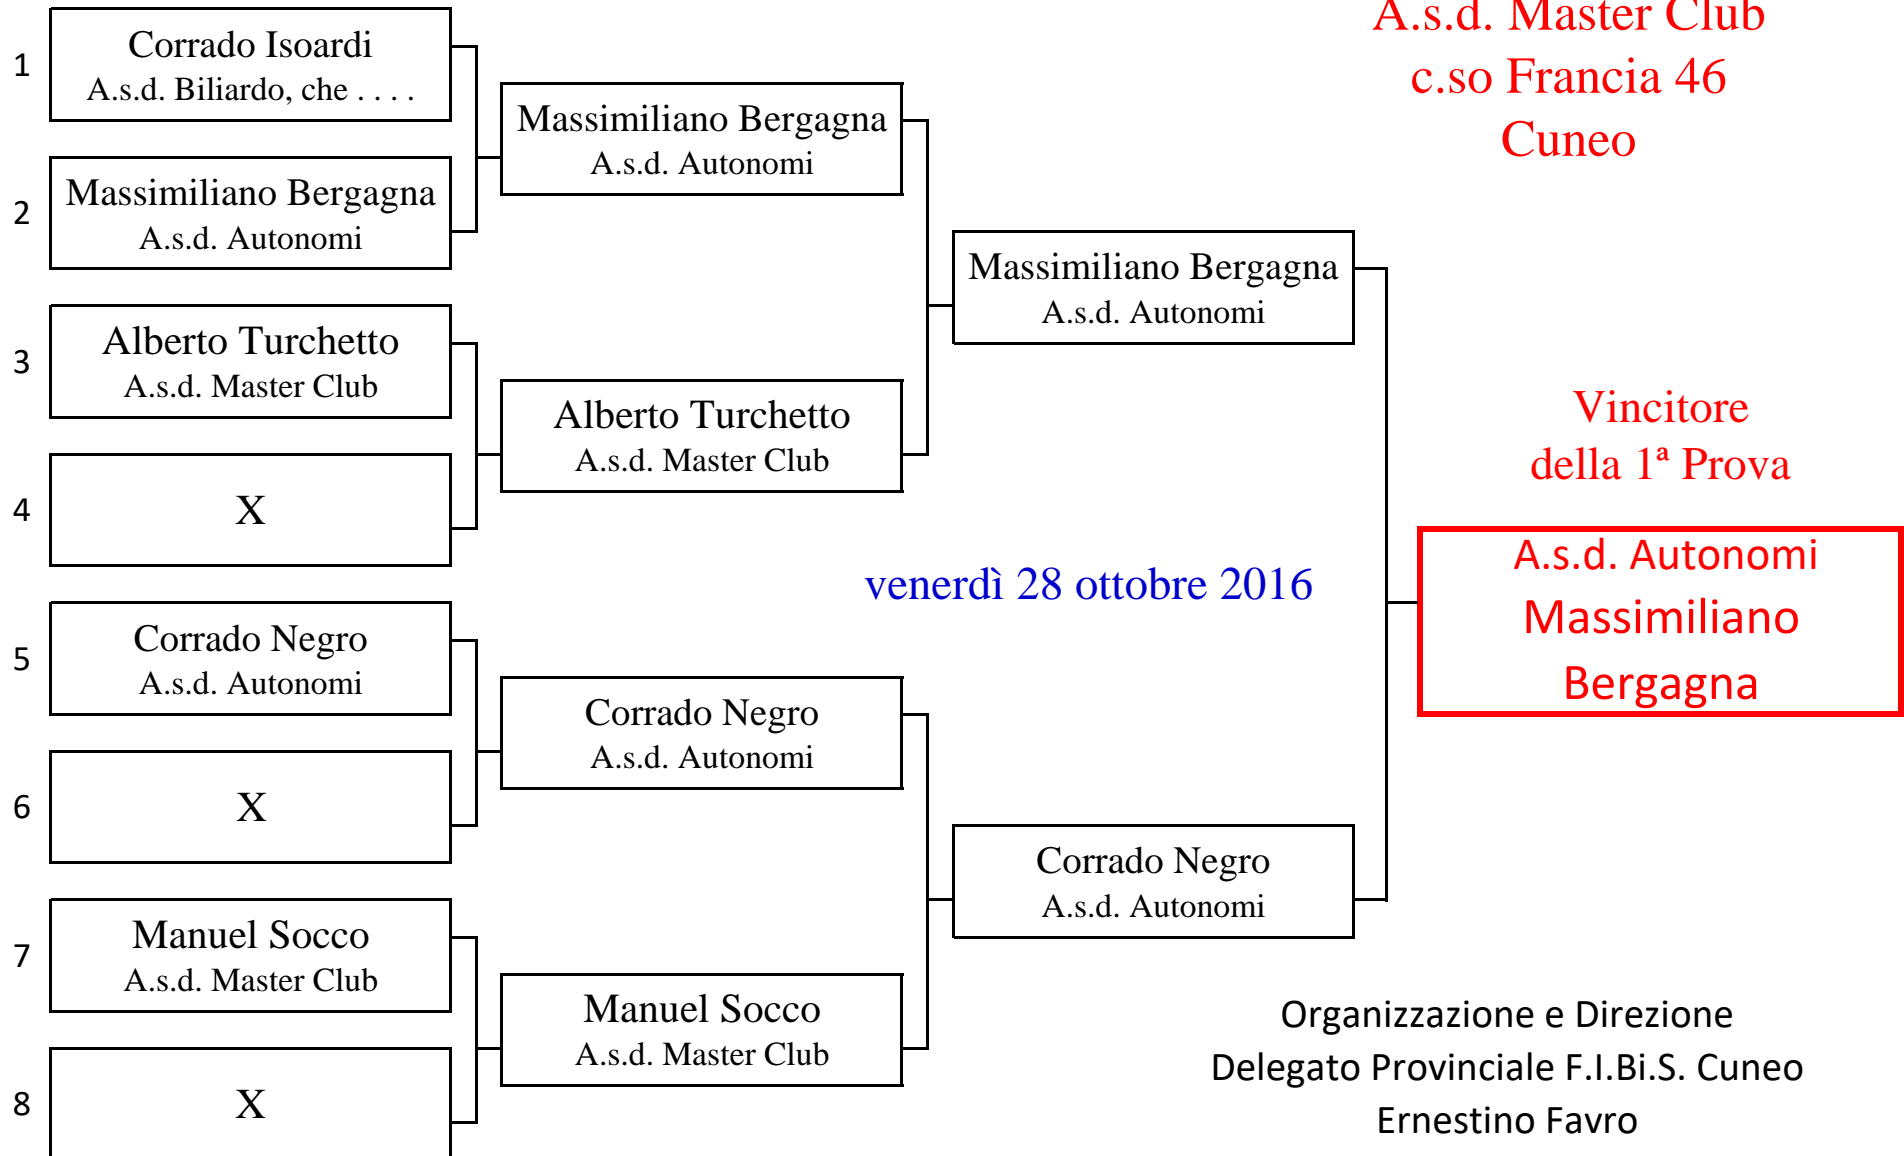 A.s.d. Master Club
c.so Francia 46
Cuneo
1
Corrado Isoardi
A.s.d. Biliardo, che . . . .
2
Massimiliano Bergagna
A.s.d. Autonomi
3
Alberto Turchetto
A.s.d. Master Club
4
X
5
Corrado Negro
A.s.d. Autonomi
6
X
7
Manuel Socco
A.s.d. Master Club
8
X
Massimiliano Bergagna
A.s.d. Autonomi
Alberto Turchetto
A.s.d. Master Club
Corrado Negro
A.s.d. Autonomi
Manuel Socco
A.s.d. Master Club
Massimiliano Bergagna
A.s.d. Autonomi
venerdì 28 ottobre 2016
Corrado Negro
A.s.d. Autonomi
Vincitore
della 1ª Prova
A.s.d. Autonomi
Massimiliano
Bergagna
Organizzazione e Direzione
Delegato Provinciale F.I.Bi.S. Cuneo
Ernestino Favro